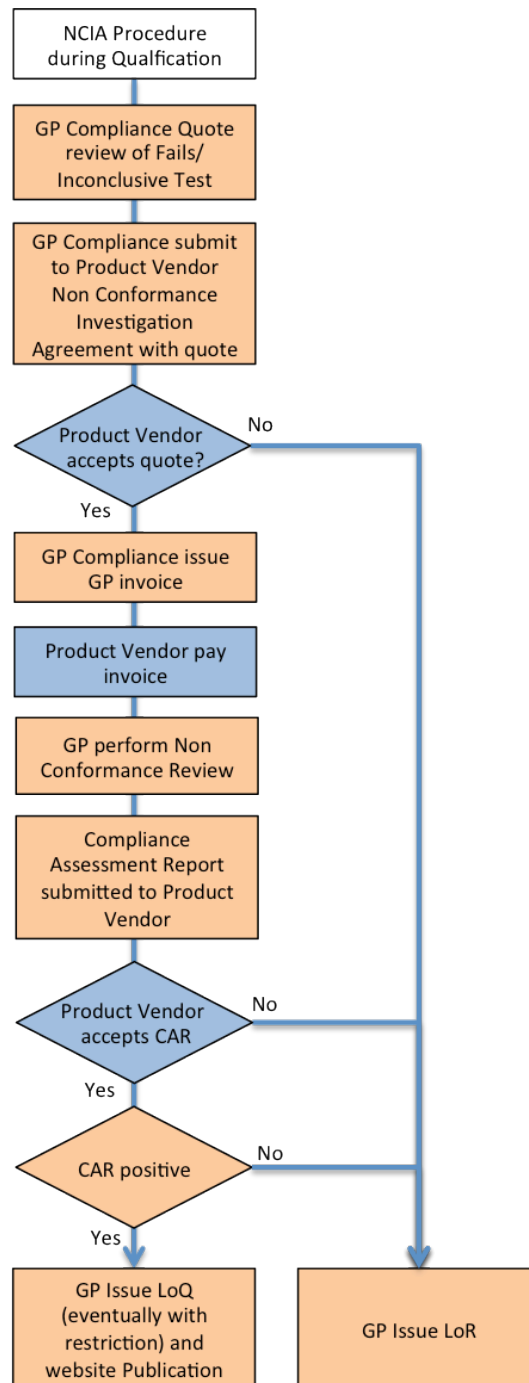 NCIA Procedure
during Qualfication
GP Compliance Quote
review of Fails/
Inconclusive Test
GP Compliance submit
to Product Vendor
Non Conformance
Investigation
Agreement with quote
Product Vendor
accepts quote?
No
Yes
GP Compliance issue
GP invoice
Product Vendor pay
invoice
GP perform Non
Conformance Review
Compliance
Assessment Report
submitted to Product
Vendor
Product Vendor
accepts CAR
No
Yes
CAR positive
No
Yes
GP Issue LoQ
(eventually with
restriction) and
website Publication
GP Issue LoR